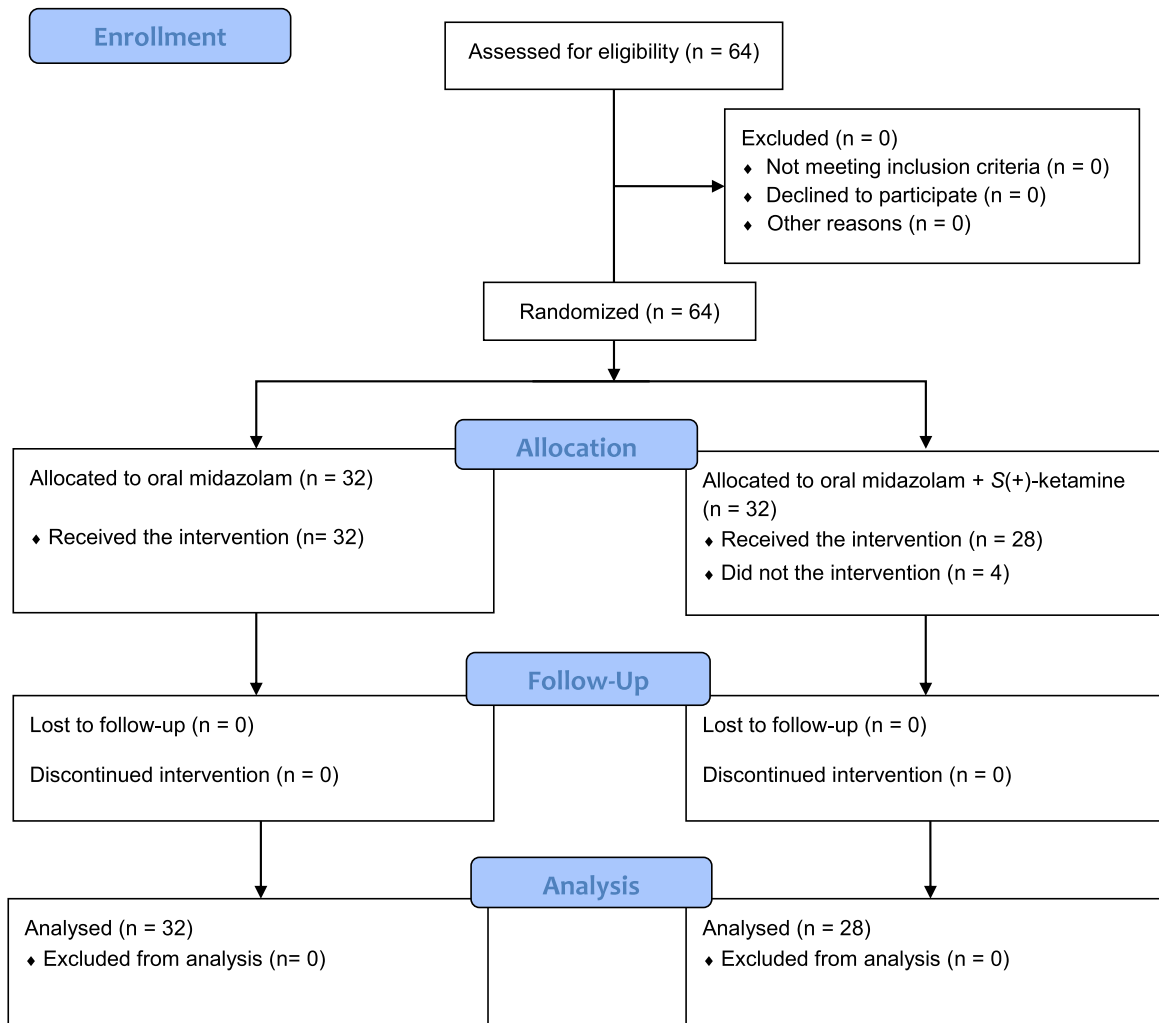 Enrollment
Assessed for eligibility (n = 64)
Excluded (n = 0)
♦ Not meeting inclusion criteria (n = 0)
♦ Declined to participate (n = 0)
♦ Other reasons (n = 0)
Randomized (n = 64)
Allocation
Allocated to oral midazolam (n = 32)
♦ Received the intervention (n= 32)
Allocated to oral midazolam + S(+)-ketamine
(n = 32)
♦ Received the intervention (n = 28)
♦ Did not the intervention (n = 4)
Follow-Up
Lost to follow-up (n = 0)
Discontinued intervention (n = 0)
Lost to follow-up (n = 0)
Discontinued intervention (n = 0)
Analysis
Analysed (n = 32)
♦ Excluded from analysis (n= 0)
Analysed (n = 28)
♦ Excluded from analysis (n = 0)